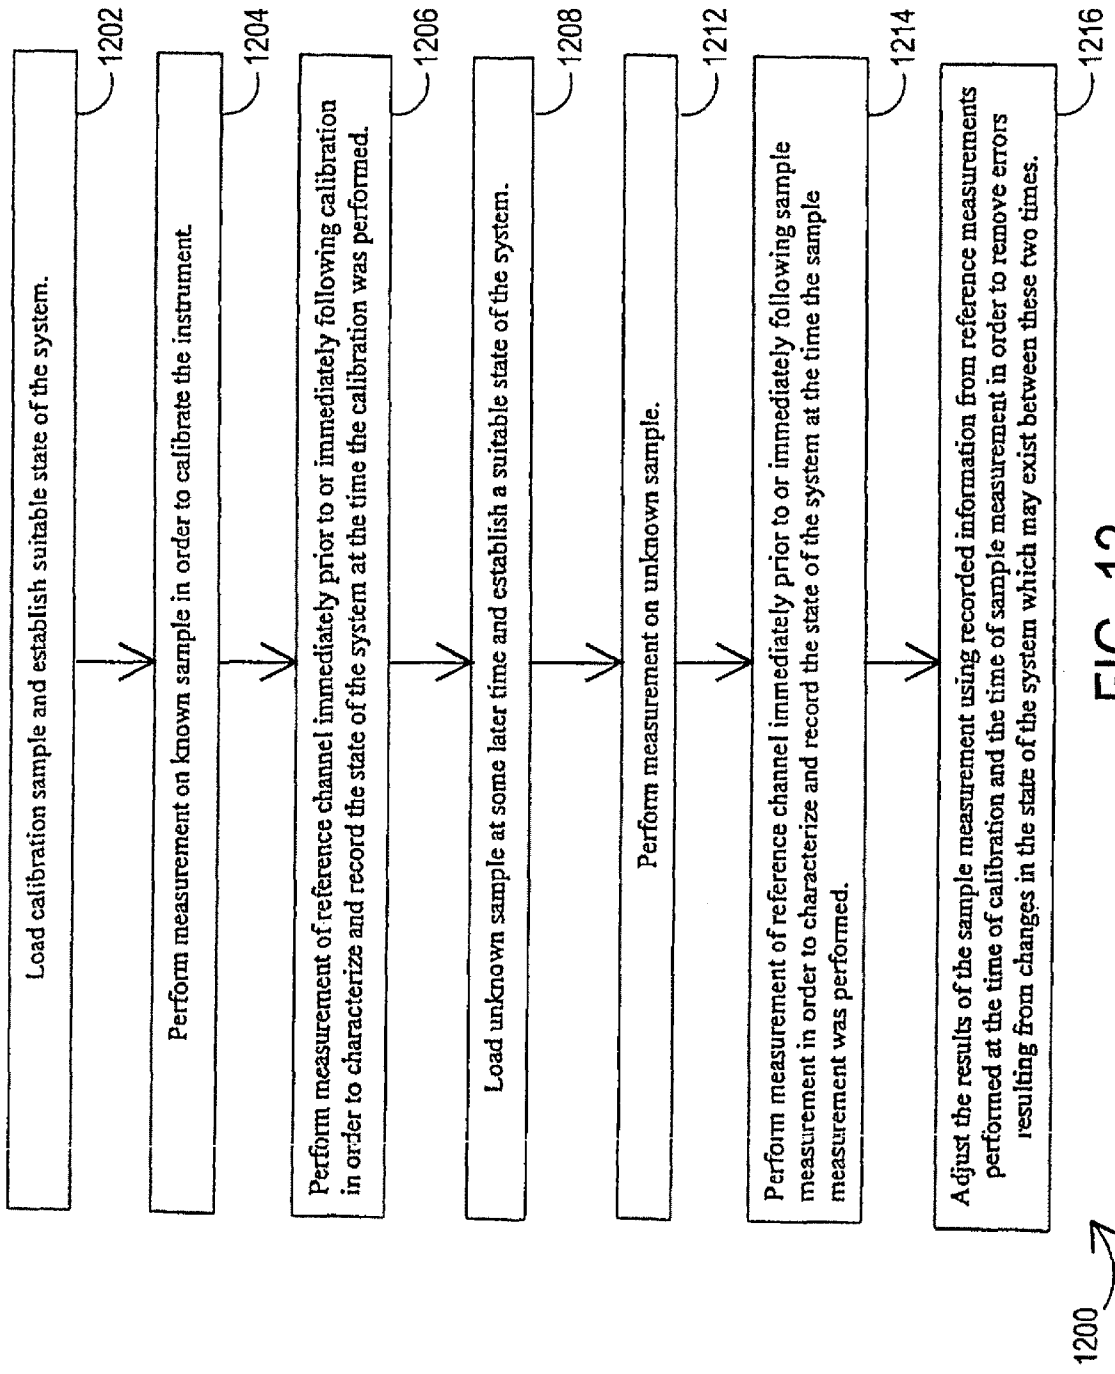 Load calibration sample and establish suitable state of the system.
1202
Perform measurement on known sample in order to calibrate the instrument.
1204
Perform measurement of reference channel immediately prior to or immediately following calibration
in order to characterize and record the state of the system at the time the calibration was performed.
1206
Load unknown sample at some later time and establish a suitable state of the system.
1208
Perform measurement on unknown sample.
1212
Perform measurement of reference channel immediately prior to or immediately following sample
measurement in order to characterize and record the state of the system at the time the sample
measurement was performed.
1214
Adjust the results of the sample measurement using recorded information from reference measurements
performed at the time of calibration and the time of sample measurement in order to remove errors
resulting from changes in the state of the system which may exist between these two times.
1216
1200
FIG. 12